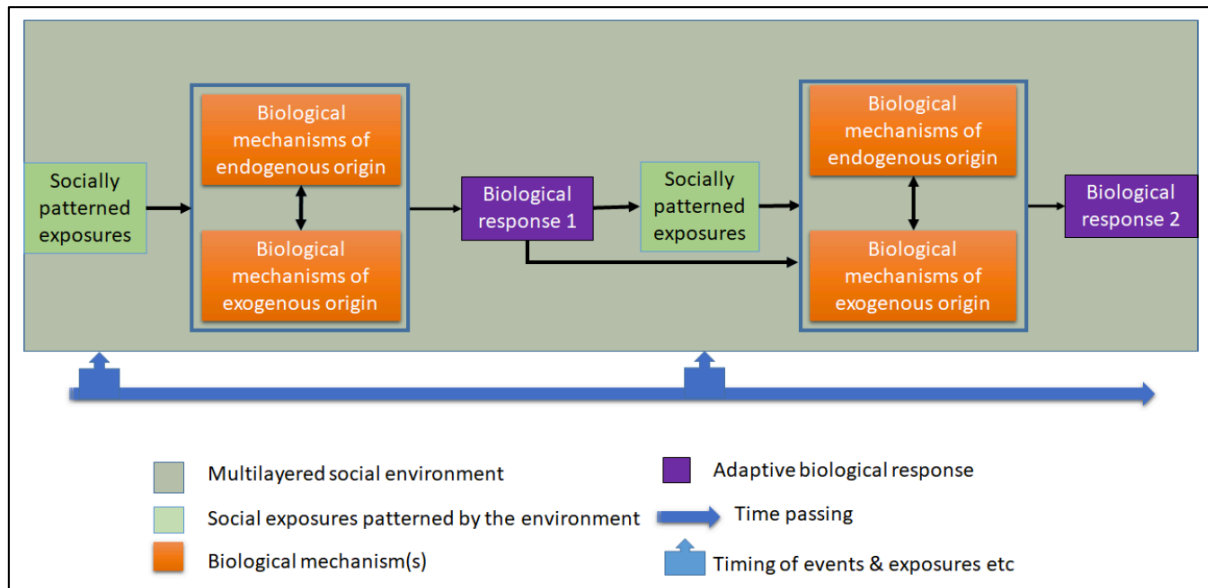 Biological
mechanisms of
endogenous origin
Socially
patterned
exposures
Biological
mechanisms of
exogenous origin
Biological
response 1
Socially
patterned
exposures
Biological
mechanisms of
endogenous origin
Biological
mechanisms of
exogenous origin
Biological
response 2
Multilayered social environment
Social exposures patterned by the environment
Biological mechanism(s)
Adaptive biological response
Time passing
Timing of events & exposures etc